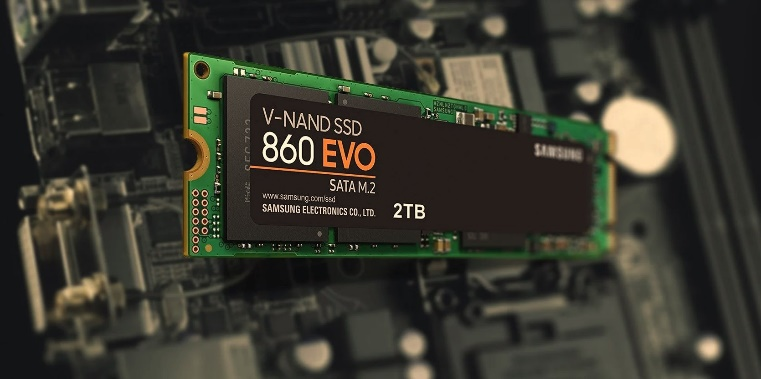 V-NAND SSD
860 EVO
SATA M.2
www.samsung.com/ssd
SAMSUNG ELECTRONICS CO., LTD.
2TB
SAMSUNG